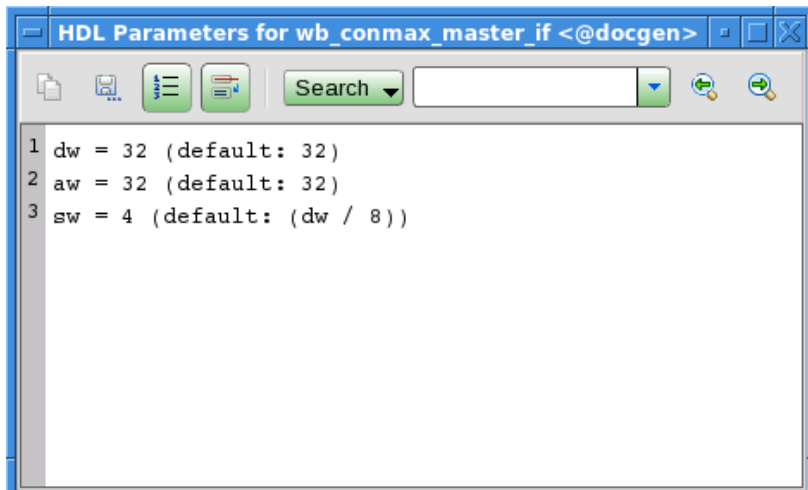 HDL Parameters for wb_conmax_master_if <@docgen>
Search
1 dw = 32 (default: 32)
2 aw = 32 (default: 32)
3 sw = 4 (default: (dw / 8))